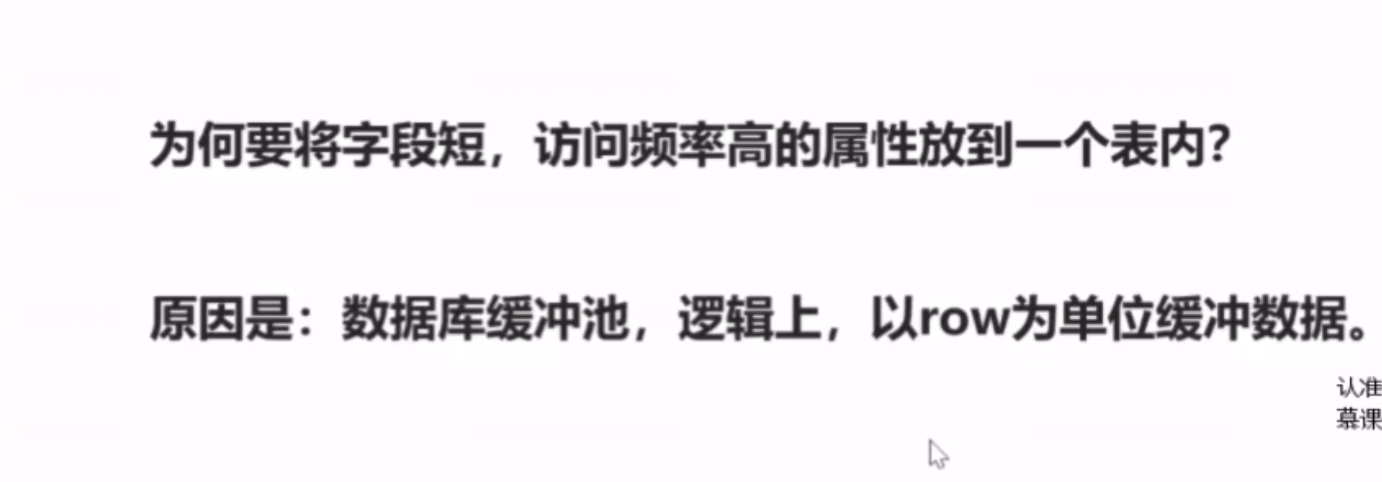 为何要将字段短，访问频率高的属性放到一个表内？
原因是：数据库缓冲池，逻辑上，以row为单位缓冲数据。
认准
慕课